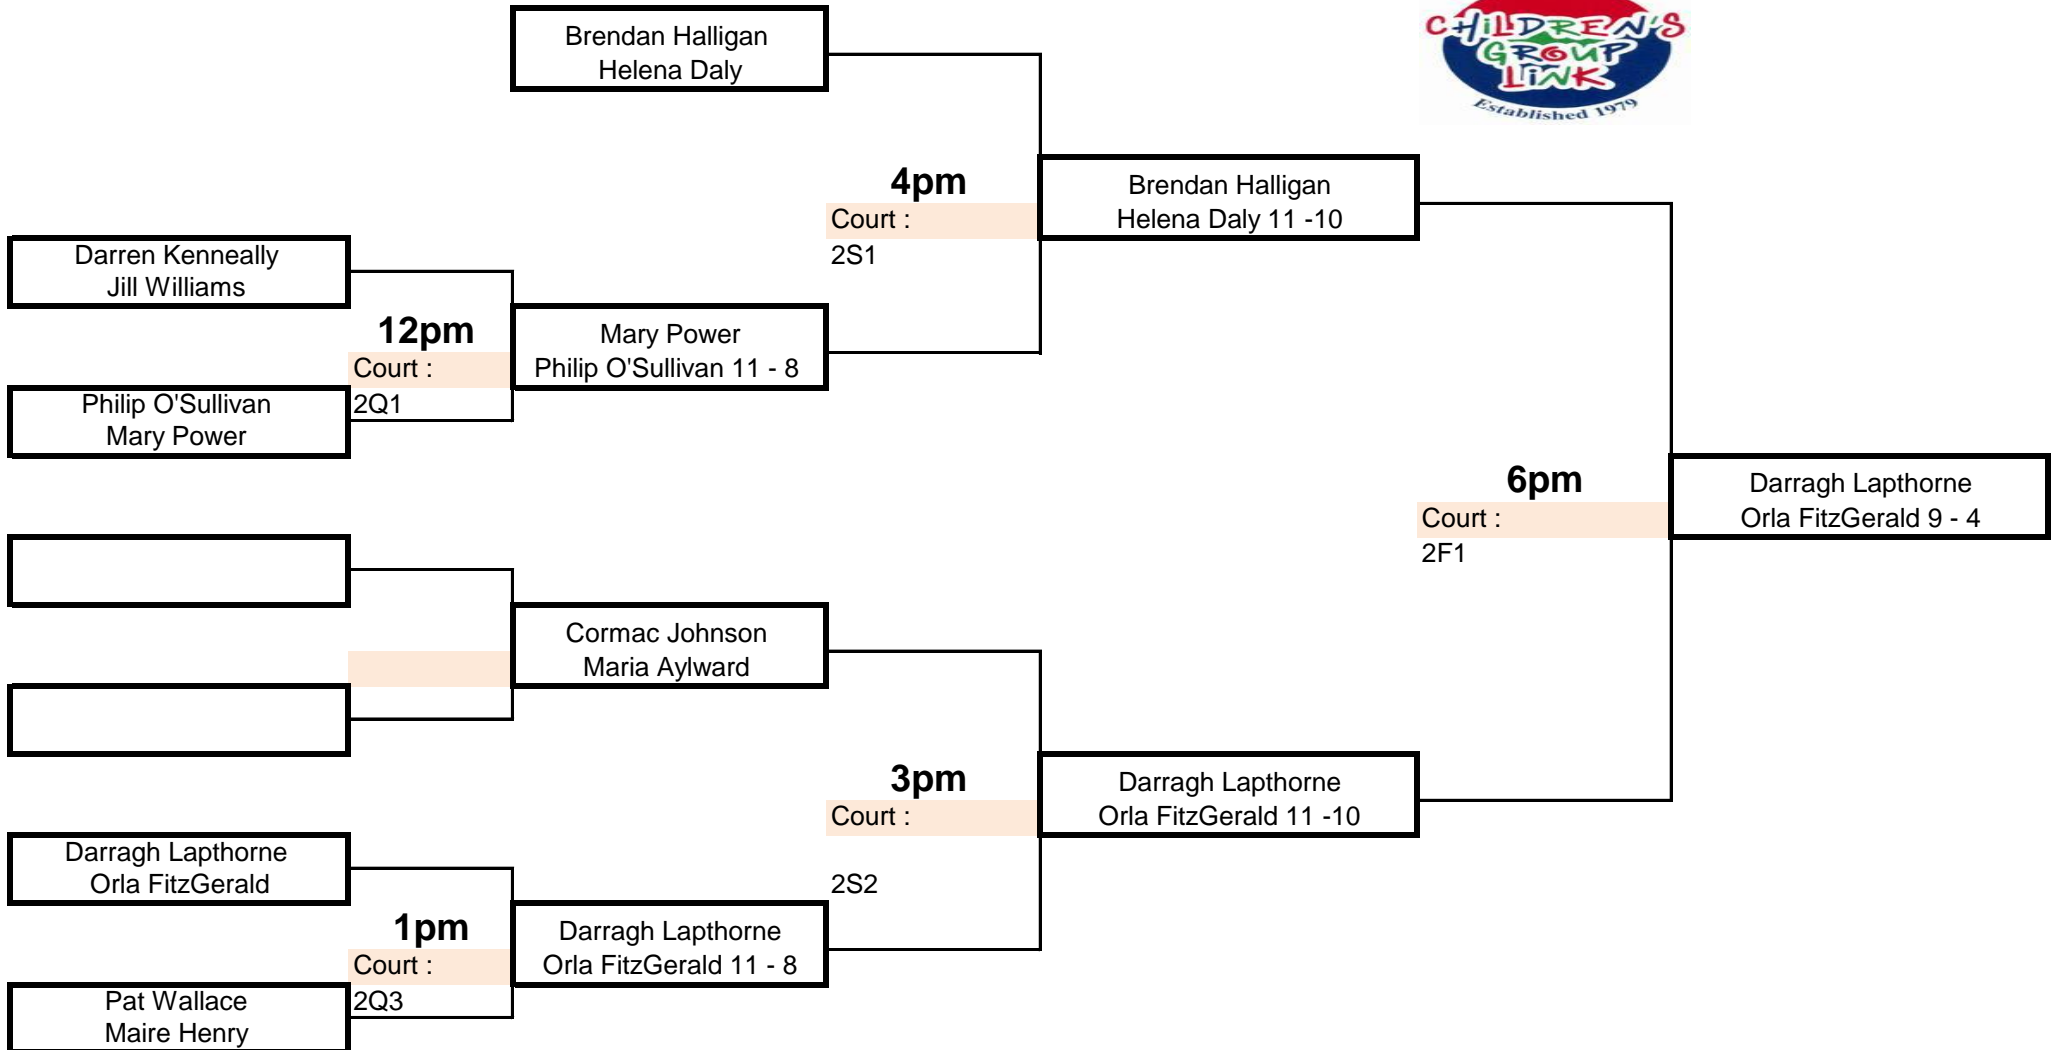 Brendan Halligan
Helena Daly
CHILDREN'S
GROUP
LINK
Established 1979
4pm
Court :
2S1
Brendan Halligan
Helena Daly 11 -10
Darren Kenneally
Jill Williams
12pm
Court :
2Q1
Mary Power
Philip O'Sullivan 11 - 8
Philip O'Sullivan
Mary Power
6pm
Court :
2F1
Darragh Lapthorne
Orla FitzGerald 9 - 4
Cormac Johnson
Maria Aylward
3pm
Court :
2S2
Darragh Lapthorne
Orla FitzGerald 11 -10
Darragh Lapthorne
Orla FitzGerald
1pm
Court :
2Q3
Darragh Lapthorne
Orla FitzGerald 11 - 8
Pat Wallace
Maire Henry